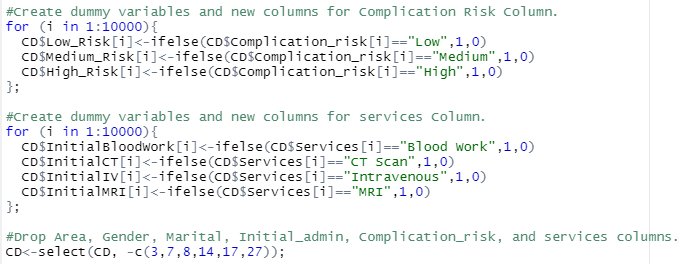 #Create dummy variables and new columns for Complication Risk Column.
for (i in 1:10000){
  CD$Low_Risk[i]<-ifelse(CD$Complication_risk[i]=="Low",1,0)
  CD$Medium_Risk[i]<-ifelse(CD$Complication_risk[i]=="Medium",1,0)
  CD$High_Risk[i]<-ifelse(CD$Complication_risk[i]=="High",1,0)
};

#Create dummy variables and new columns for services Column.
for (i in 1:10000){
  CD$InitialBloodWork[i]<-ifelse(CD$Services[i]=="Blood Work",1,0)
  CD$InitialCT[i]<-ifelse(CD$Services[i]=="CT Scan",1,0)
  CD$InitialIV[i]<-ifelse(CD$Services[i]=="Intravenous",1,0)
  CD$InitialMRI[i]<-ifelse(CD$Services[i]=="MRI",1,0)
};

#Drop Area, Gender, Marital, Initial_admin, Complication_risk, and services columns.
CD<-select(CD, -c(3,7,8,14,17,27));